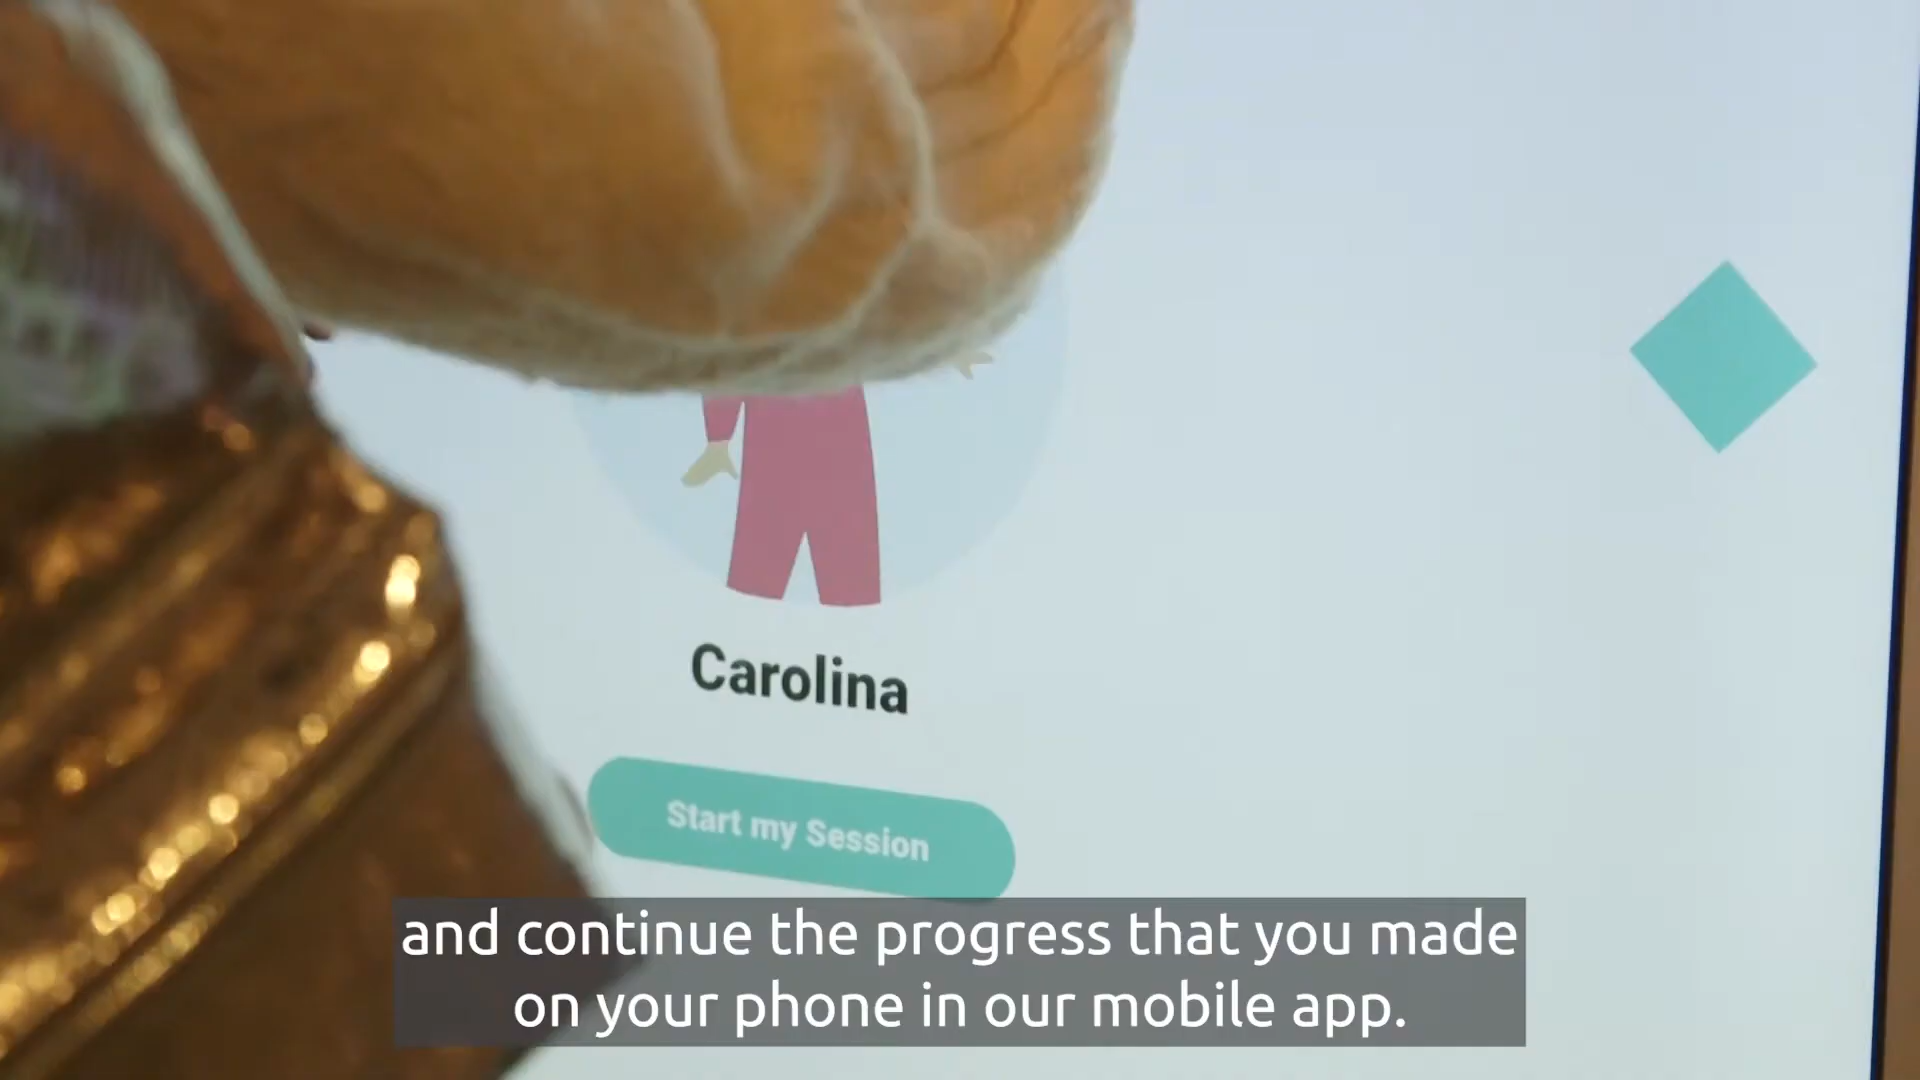 Carolina
Start my Session
and continue the progress that you made
on your phone in our mobile app.